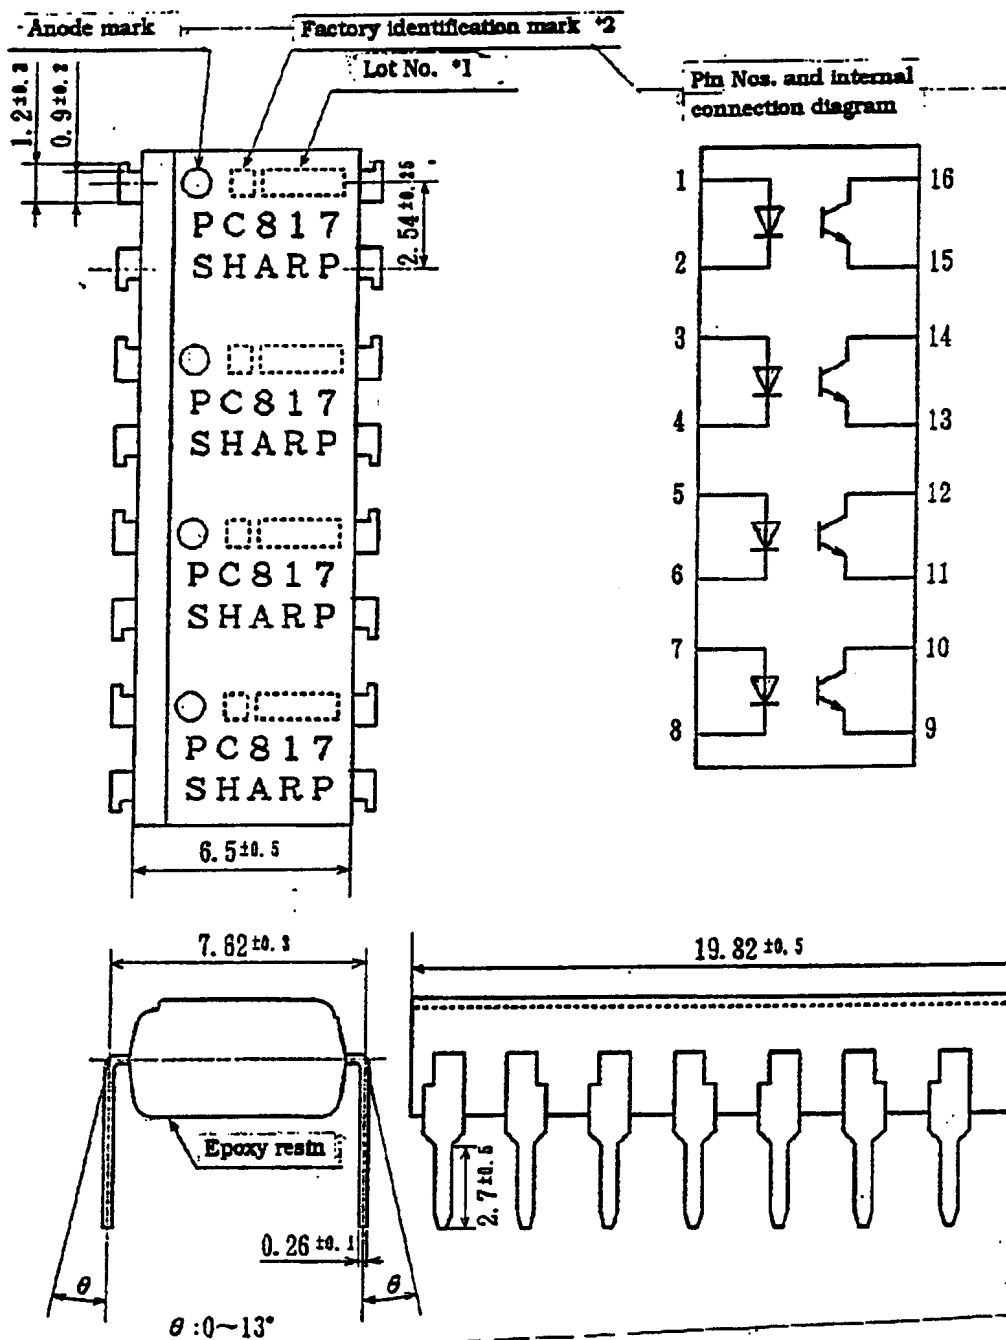 Anode mark
Factory identification mark *2
Lot No. *1
Pin Nos. and internal
connection diagram
1.2±0.3
0.9±0.2
2.54±0.25
PC817
SHARP
PC817
SHARP
PC817
SHARP
PC817
SHARP
1
16
2
15
3
14
4
13
5
12
6
11
7
10
8
9
6.5±0.5
7.62±0.3
19.82±0.5
Epoxy resin
2.7±0.5
0.26±0.1
θ
θ
θ:0~13°